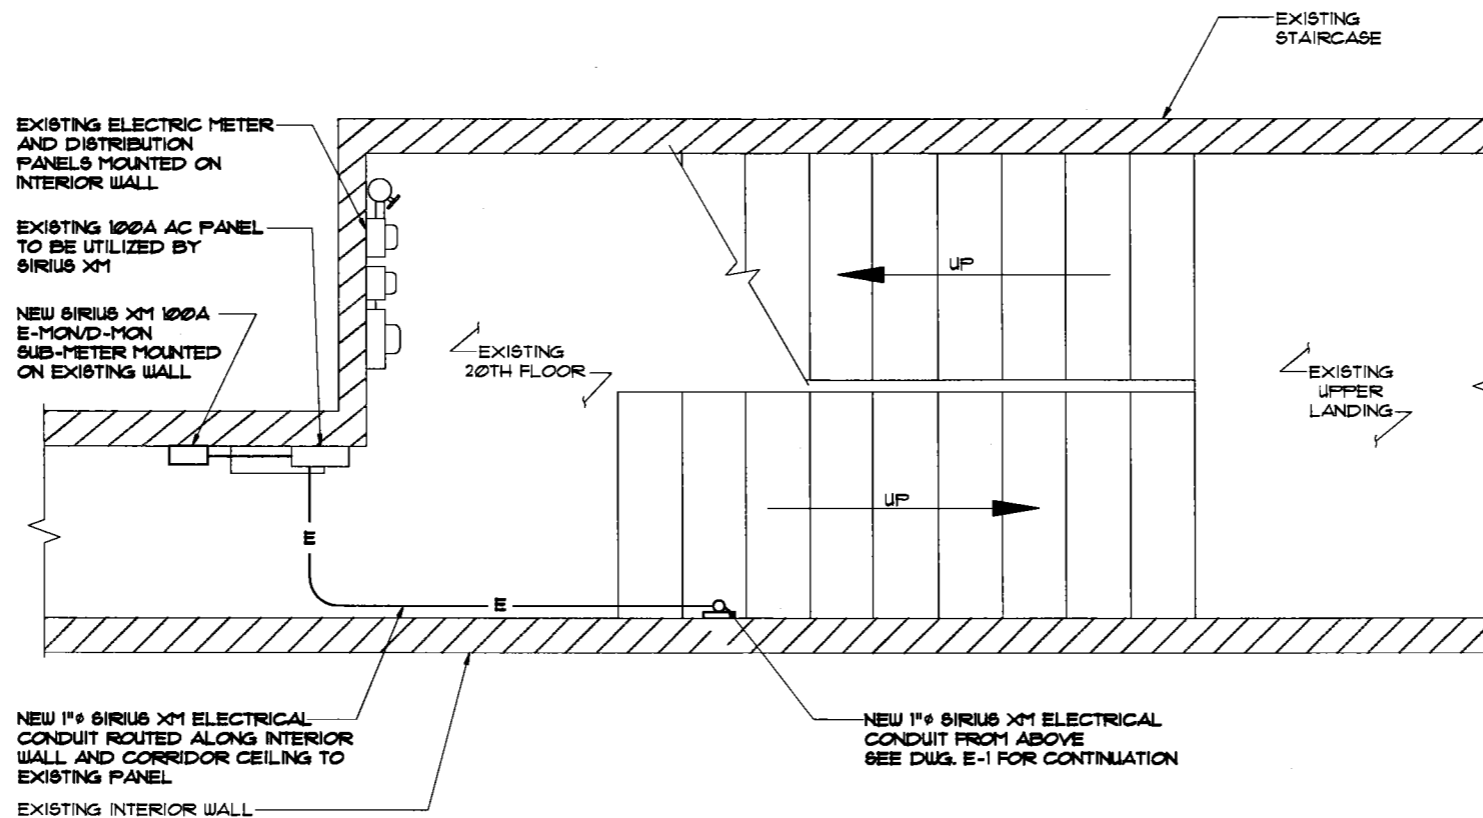 EXISTING
STAIRCASE
EXISTING ELECTRIC METER
AND DISTRIBUTION
PANELS MOUNTED ON
INTERIOR WALL
EXISTING 100A AC PANEL
TO BE UTILIZED BY
SIRIUS XM
NEW SIRIUS XM 100A
E-MON/D-MON
SUB-METER MOUNTED
ON EXISTING WALL
UP
EXISTING
20TH FLOOR
EXISTING
UPPER
LANDING
UP
E
E
NEW 1"ø SIRIUS XM ELECTRICAL
CONDUIT ROUTED ALONG INTERIOR
WALL AND CORRIDOR CEILING TO
EXISTING PANEL
EXISTING INTERIOR WALL
NEW 1"ø SIRIUS XM ELECTRICAL
CONDUIT FROM ABOVE
SEE DWG. E-1 FOR CONTINUATION